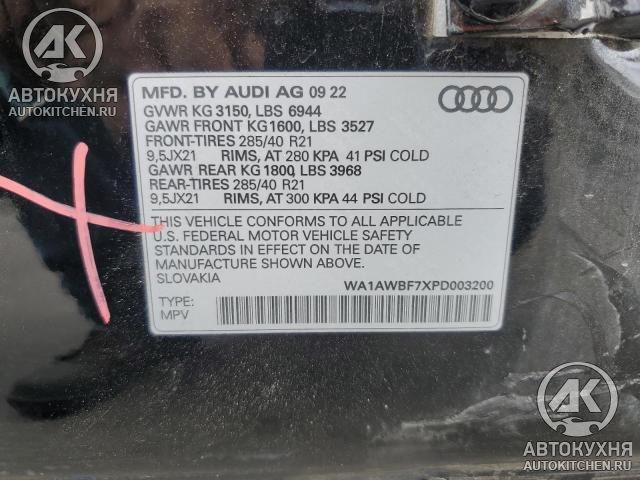 AK
АВТОКУХНЯ
AVTOKUHNI.RU
MFD. BY AUDI AG 09 22
GVWR KG 3150, LBS 6944
GAWR FRONT KG1600, LBS 3527
FRONT-TIRES 285/40 R21
9,5JX21 RIMS, AT 280 KPA 41 PSI COLD
GAWR REAR KG 1800, LBS 3968
REAR-TIRES 285/40 R21
9,5JX21 RIMS, AT 300 KPA 44 PSI COLD
THIS VEHICLE CONFORMS TO ALL APPLICABLE
U.S. FEDERAL MOTOR VEHICLE SAFETY
STANDARDS IN EFFECT ON THE DATE OF
MANUFACTURE SHOWN ABOVE.
SLOVAKIA WA1AWBF7XPD003200
TYPE:
MPV
AK
АВТОКУХНЯ
AVTOKUHNI.RU